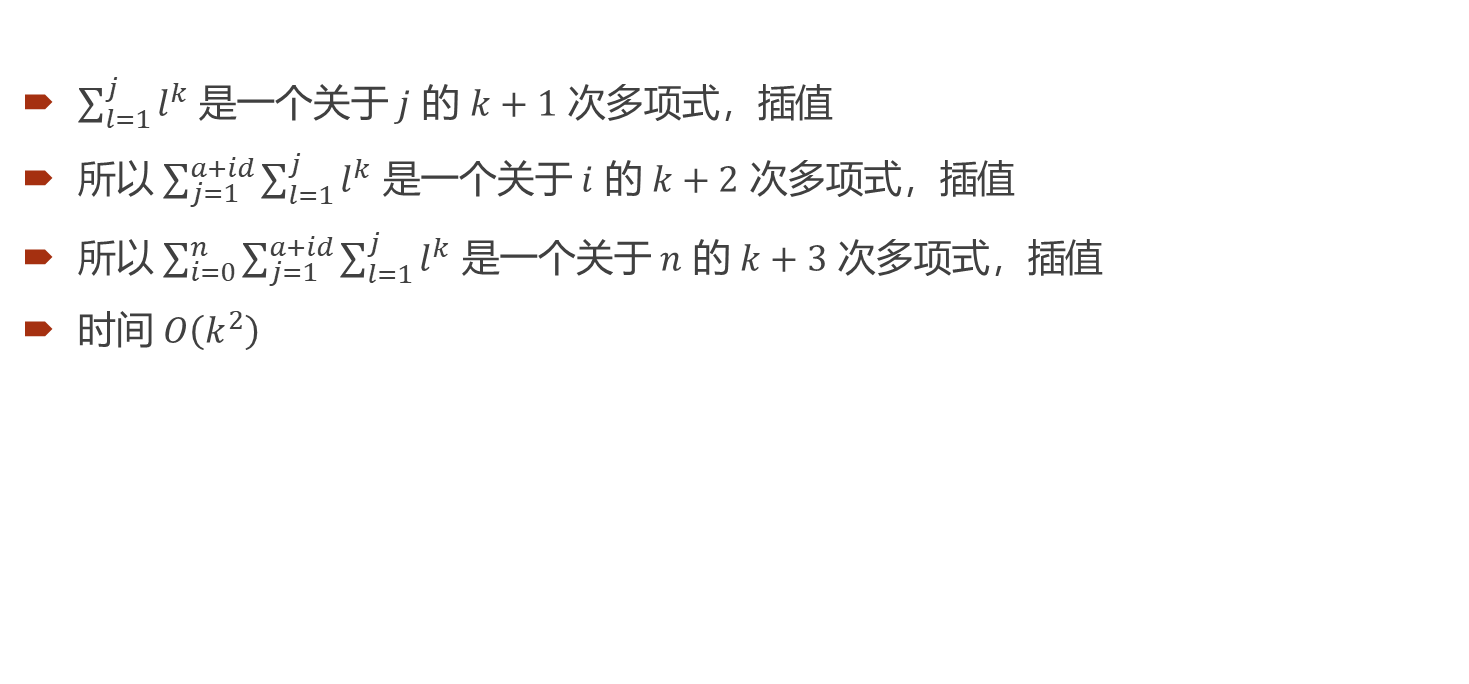 ∑_{l=1}^{j} l^k 是一个关于 j 的 k + 1 次多项式，插值
所以 ∑_{j=1}^{a+id} ∑_{l=1}^{j} l^k 是一个关于 i 的 k + 2 次多项式，插值
所以 ∑_{i=0}^{n} ∑_{j=1}^{a+id} ∑_{l=1}^{j} l^k 是一个关于 n 的 k + 3 次多项式，插值
时间 O(k^2)